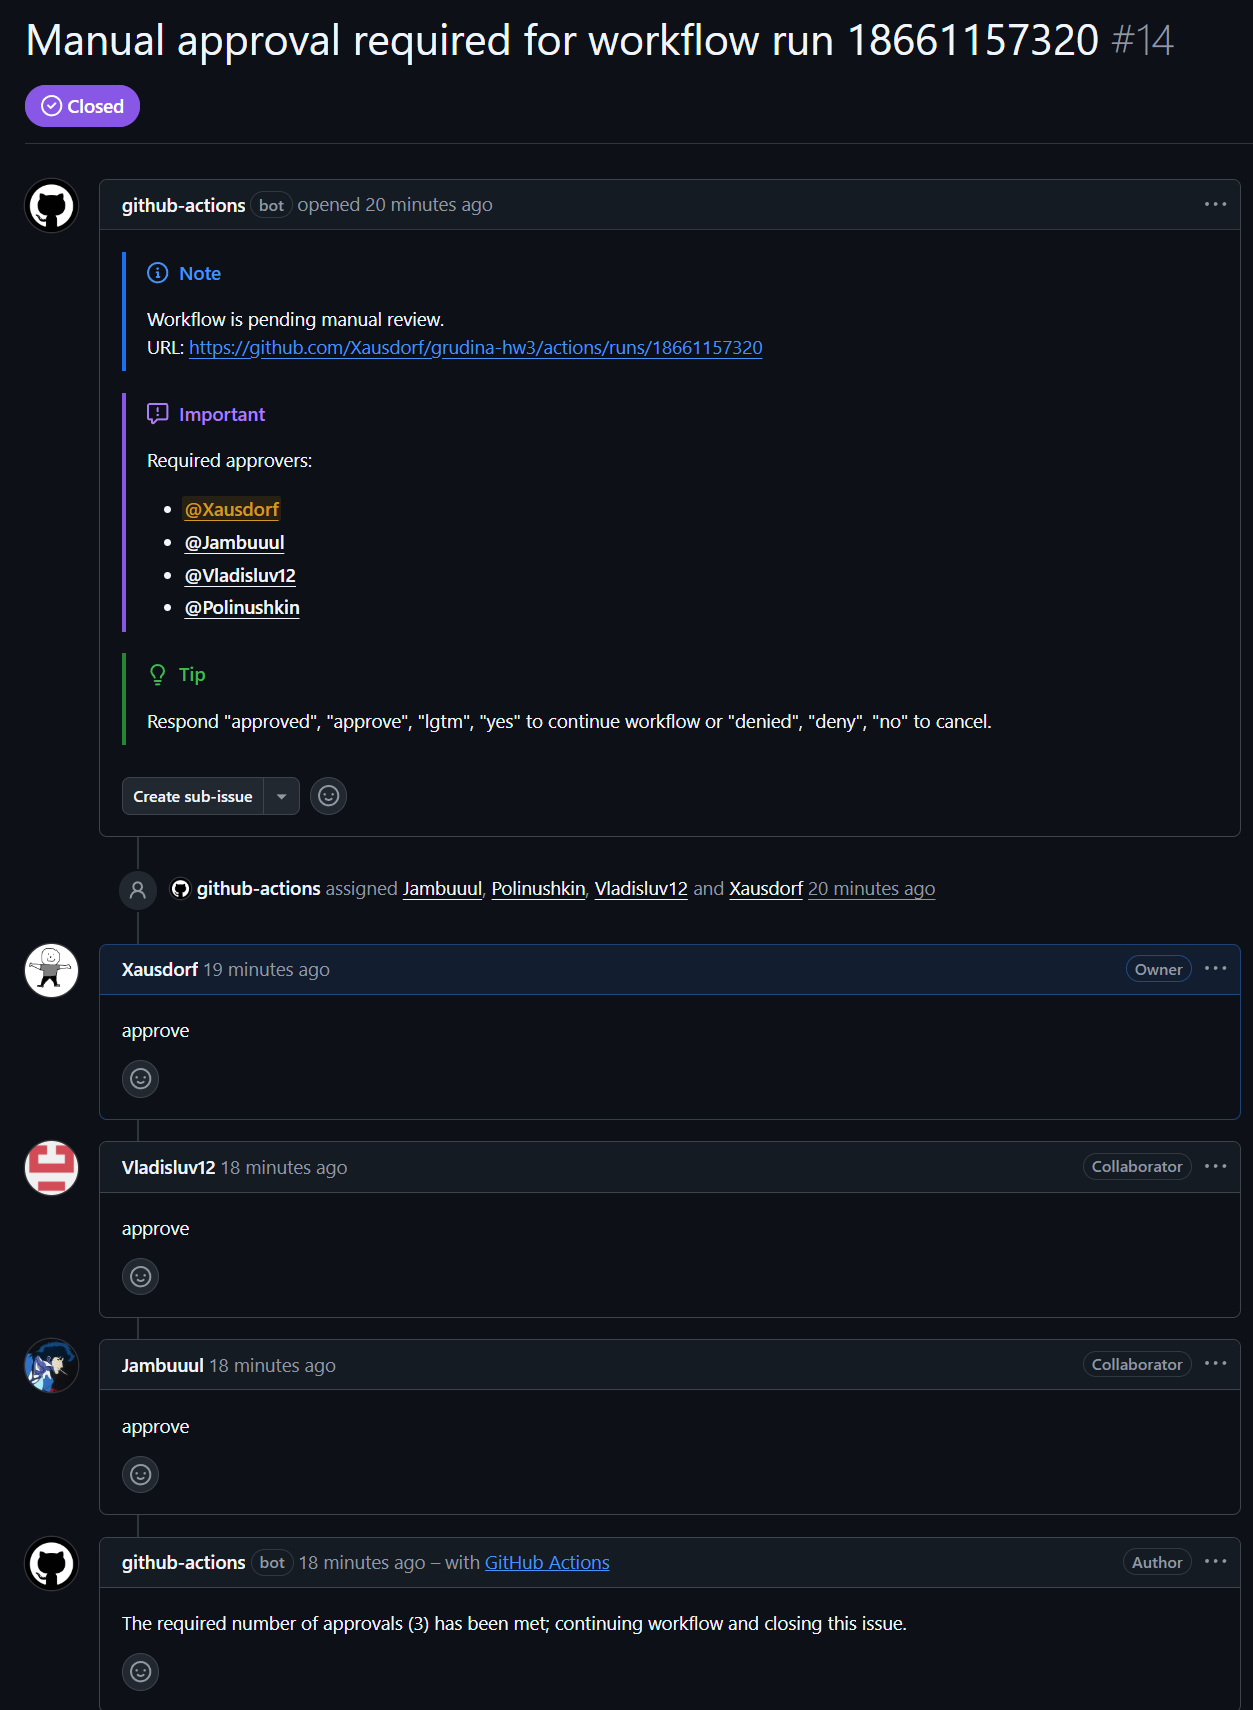 Manual approval required for workflow run 18661157320 #14
Closed
github-actions bot opened 20 minutes ago
Note
Workflow is pending manual review.
URL: https://github.com/Xausdorf/grudina-hw3/actions/runs/18661157320
Important
Required approvers:
@Xausdorf
@Jambuuul
@Vladisluv12
@Polinushkin
Tip
Respond "approved", "approve", "lgtm", "yes" to continue workflow or "denied", "deny", "no" to cancel.
Create sub-issue
github-actions assigned Jambuuul, Polinushkin, Vladisluv12 and Xausdorf 20 minutes ago
Xausdorf 19 minutes ago Owner
approve
Vladisluv12 18 minutes ago Collaborator
approve
Jambuuul 18 minutes ago Collaborator
approve
github-actions bot 18 minutes ago – with GitHub Actions Author
The required number of approvals (3) has been met; continuing workflow and closing this issue.